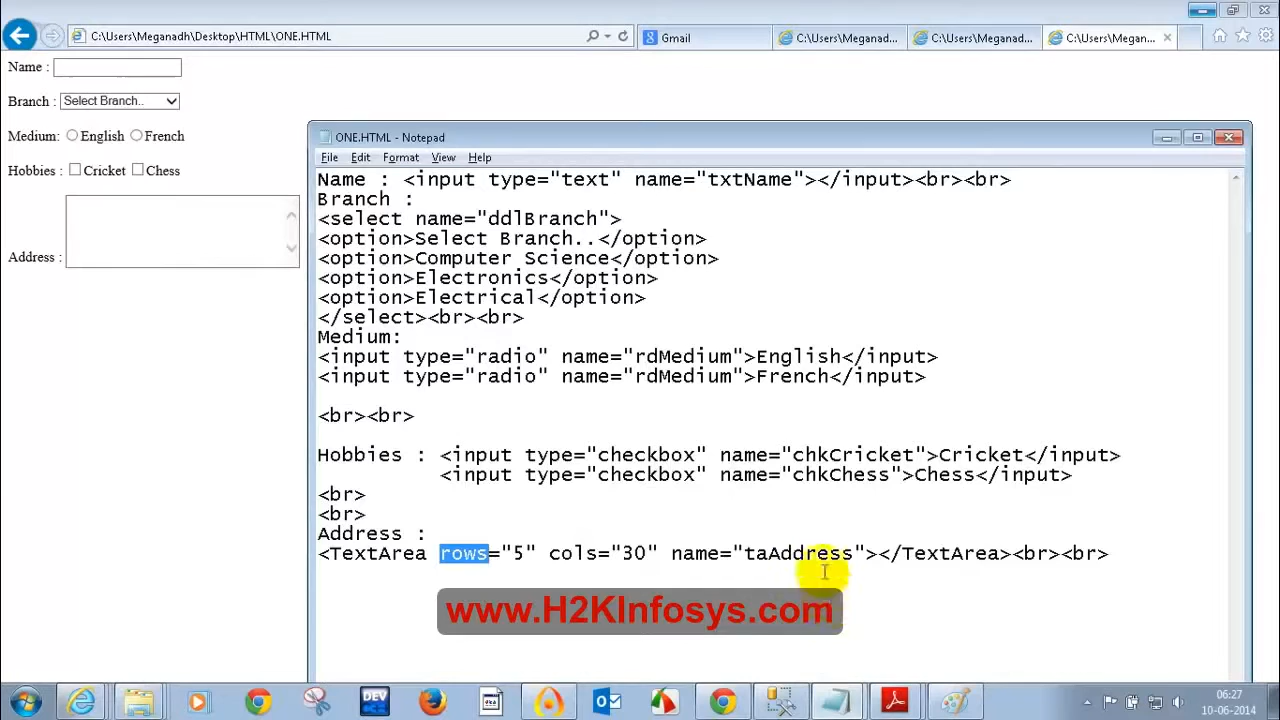 C:\Users\Meganadh\Desktop\HTML\ONE.HTML
Gmail
C:\Users\Meganad...
C:\Users\Meganad...
C:\Users\Megan...
Name :
Branch : Select Branch..
Medium: English French
Hobbies : Cricket Chess
Address :
ONE.HTML - Notepad
File Edit Format View Help
Name : <input type="text" name="txtName"></input><br><br>
Branch :
<select name="ddlBranch">
<option>Select Branch..</option>
<option>Computer Science</option>
<option>Electronics</option>
<option>Electrical</option>
</select><br><br>
Medium:
<input type="radio" name="rdMedium">English</input>
<input type="radio" name="rdMedium">French</input>
<br><br>
Hobbies : <input type="checkbox" name="chkCricket">Cricket</input>
<input type="checkbox" name="chkChess">Chess</input>
<br>
<br>
Address :
<TextArea rows="5" cols="30" name="taAddress"></TextArea><br><br>
www.H2KInfosys.com
DEV
06:27
10-06-2014